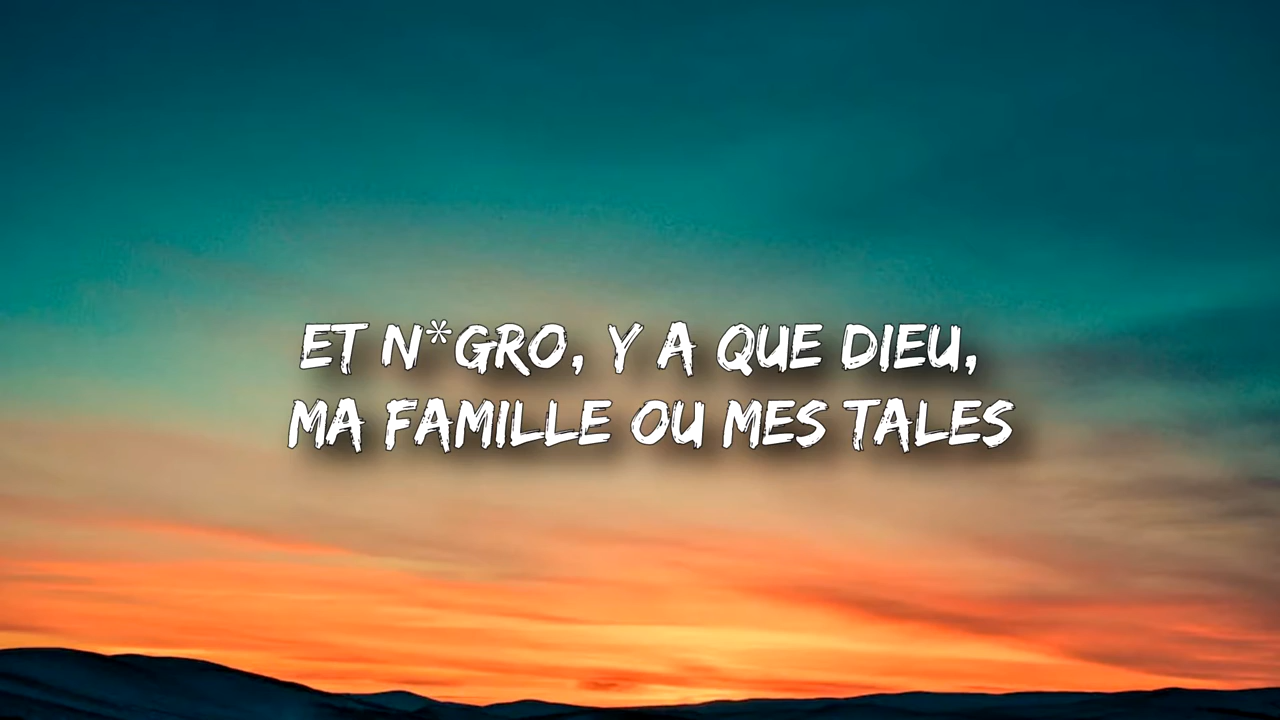 ET N*GRO, Y A QUE DIEU,
MA FAMILLE OU MES TALES